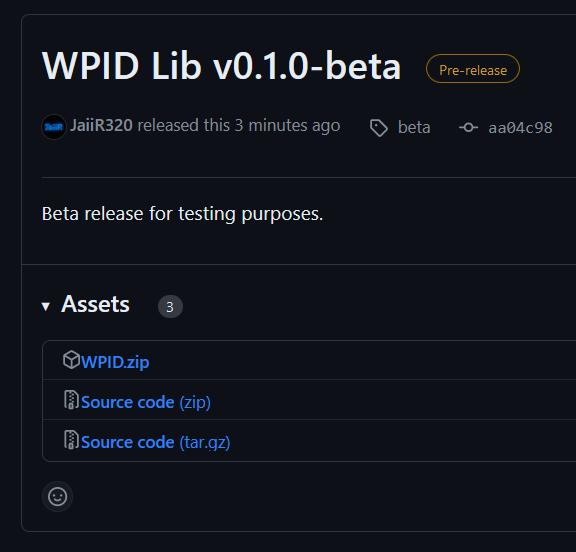 WPID Lib v0.1.0-beta Pre-release
JaiiR JaiiR320 released this 3 minutes ago beta aa04c98
Beta release for testing purposes.
Assets 3
WPID.zip
Source code (zip)
Source code (tar.gz)